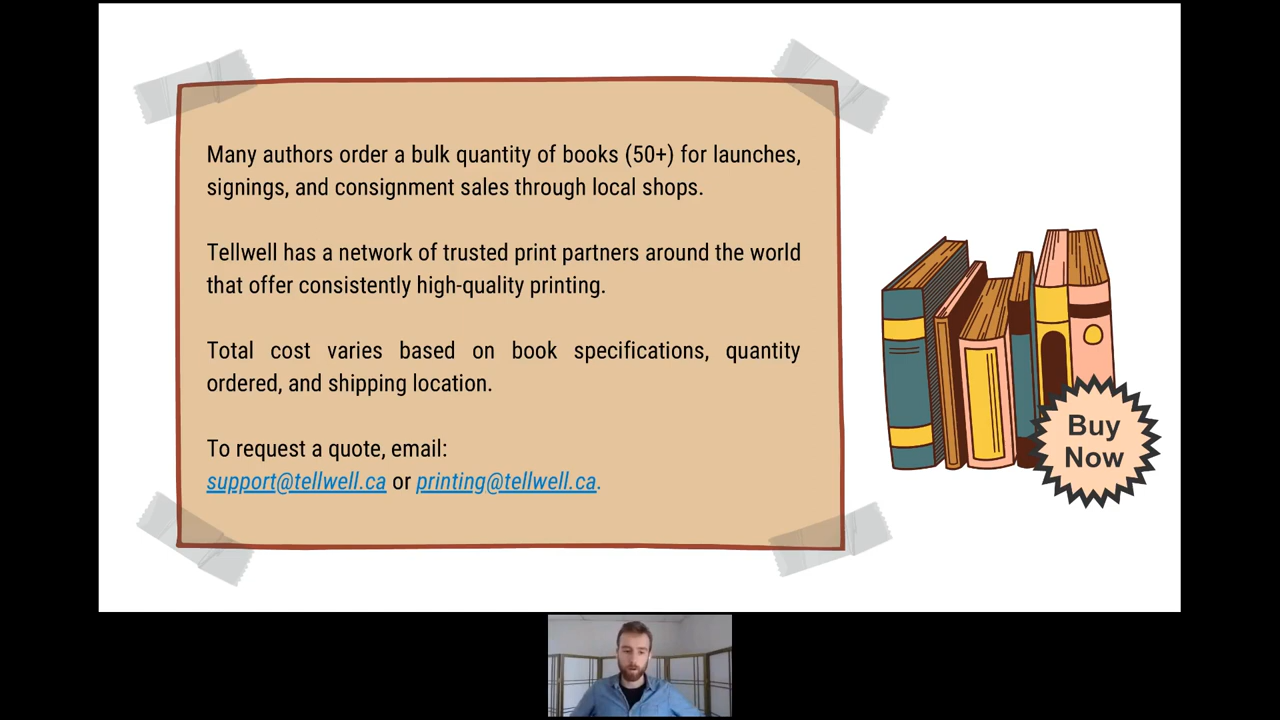 Many authors order a bulk quantity of books (50+) for launches,
signings, and consignment sales through local shops.
Tellwell has a network of trusted print partners around the world
that offer consistently high-quality printing.
Total cost varies based on book specifications, quantity
ordered, and shipping location.
To request a quote, email:
support@tellwell.ca or printing@tellwell.ca.
Buy
Now